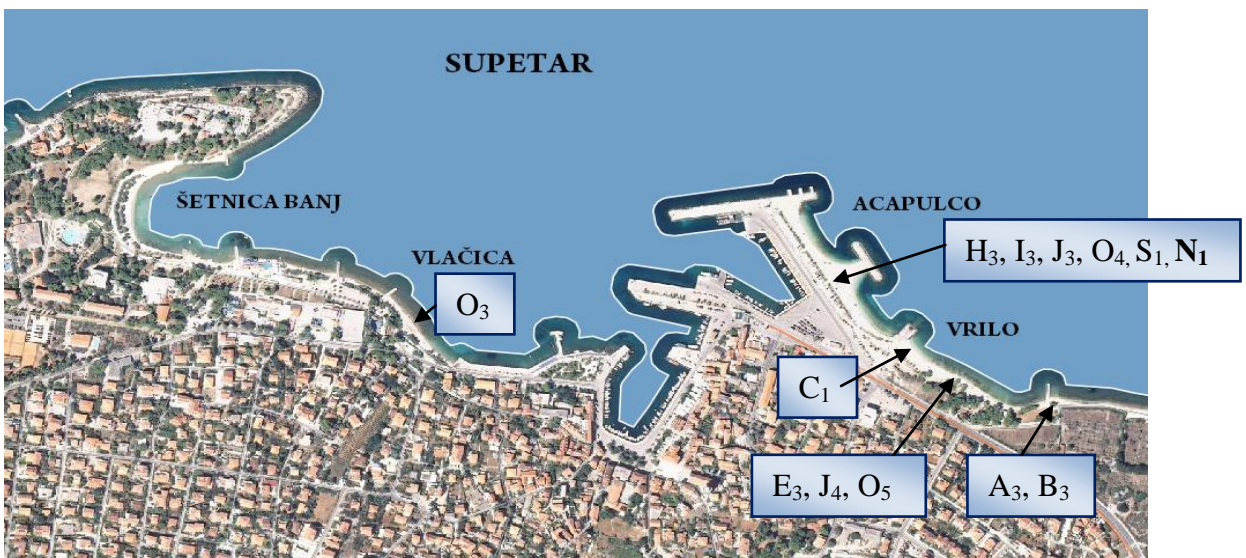 SUPETAR
ŠETNICA BANJ
ACAPULCO
H₃, I₃, J₃, O₄, S₁, N₁
VLAČICA
O₃
VRILO
C₁
E₃, J₄, O₅
A₃, B₃